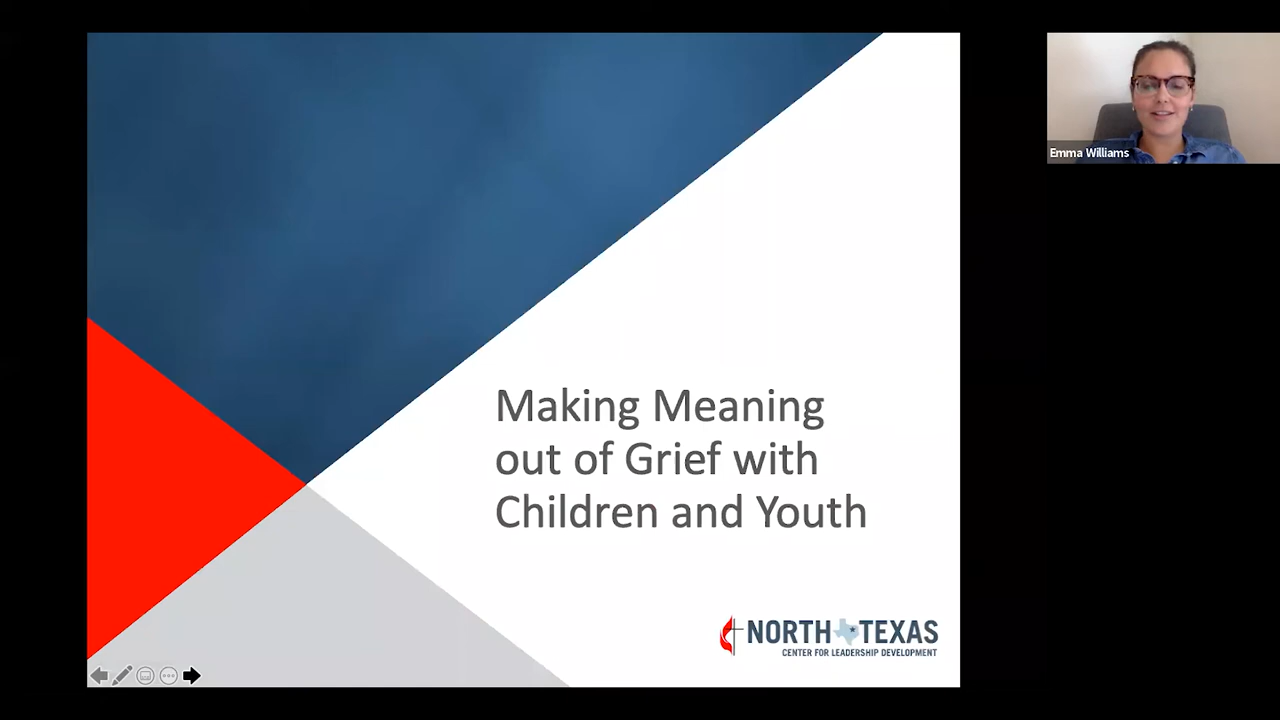 Emma Williams
Making Meaning
out of Grief with
Children and Youth
NORTH TEXAS
CENTER FOR LEADERSHIP DEVELOPMENT